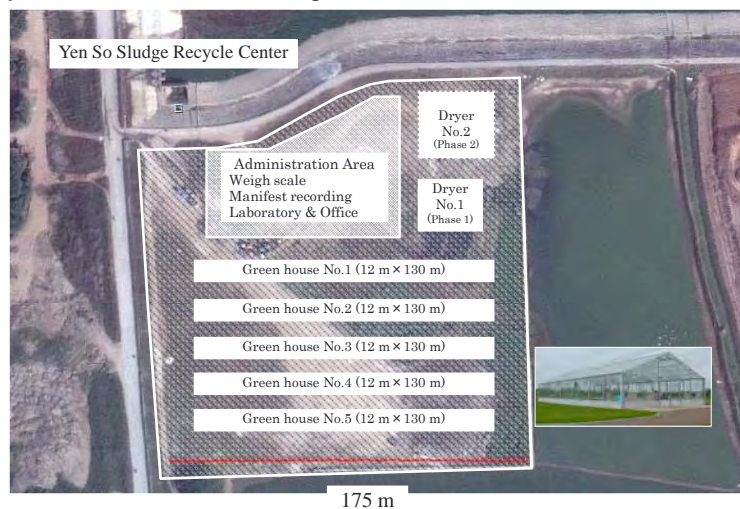 Yen So Sludge Recycle Center
Dryer
No.2
(Phase 2)
Administration Area
Weigh scale
Manifest recording
Laboratory & Office
Dryer
No.1
(Phase 1)
Green house No.1 (12 m × 130 m)
Green house No.2 (12 m × 130 m)
Green house No.3 (12 m × 130 m)
Green house No.4 (12 m × 130 m)
Green house No.5 (12 m × 130 m)
175 m